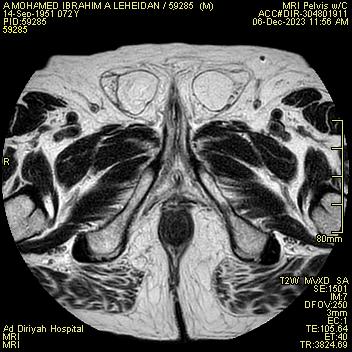 A MOHAMED IBRAHIM A LEHEIDAN / 59285 (M)
14-Sep-1951 072Y
PID:59285
59285
MRI Pelvis w/C
ACC#DIR-304801911
06-Dec-2023 11:56 AM
R
80mm
T2W_MVXD_SA
SE:1501
IM:7
DFOV:250
3mm
EC:1
TE:105.64
ET:40
TR:3824.69
Ad Diriyah Hospital
MRI
MRI